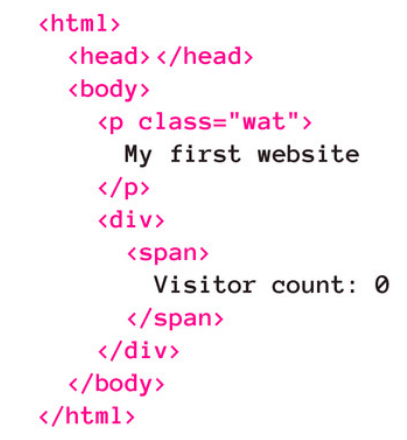 <html>
<head></head>
<body>
<p class="wat">
My first website
</p>
<div>
<span>
Visitor count: 0
</span>
</div>
</body>
</html>